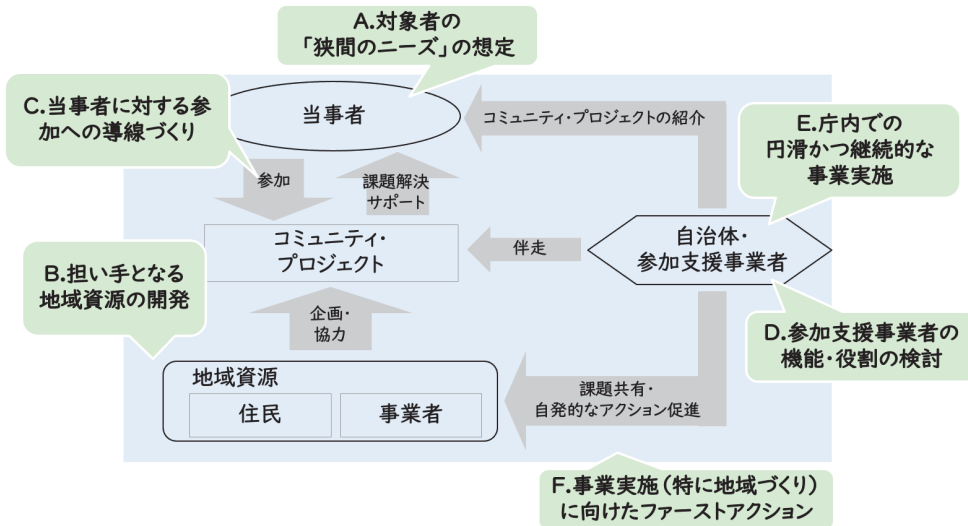 A.対象者の
「狭間のニーズ」の想定
C.当事者に対する参
加への導線づくり
当事者
コミュニティ・プロジェクトの紹介
E.庁内での
円滑かつ継続的な
事業実施
参加
課題解決
サポート
コミュニティ・
プロジェクト
伴走
自治体・
参加支援事業者
B.担い手となる
地域資源の開発
企画・
協力
D.参加支援事業者の
機能・役割の検討
地域資源
住民
事業者
課題共有・
自発的なアクション促進
F.事業実施（特に地域づくり）
に向けたファーストアクション